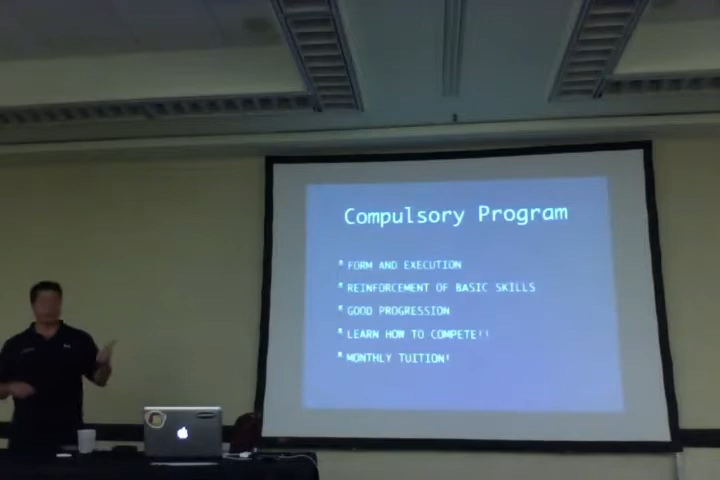 Compulsory Program
* FORM AND EXECUTION
* REINFORCEMENT OF BASIC SKILLS
* GOOD PROGRESSION
* LEARN HOW TO COMPETE!!
* MONTHLY TUITION!